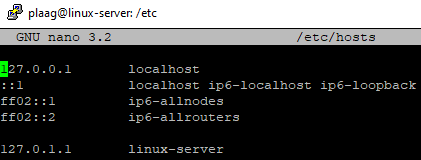 plaag@linux-server: /etc
GNU nano 3.2 /etc/hosts
127.0.0.1 localhost
::1 localhost ip6-localhost ip6-loopback
ff02::1 ip6-allnodes
ff02::2 ip6-allrouters
127.0.1.1 linux-server